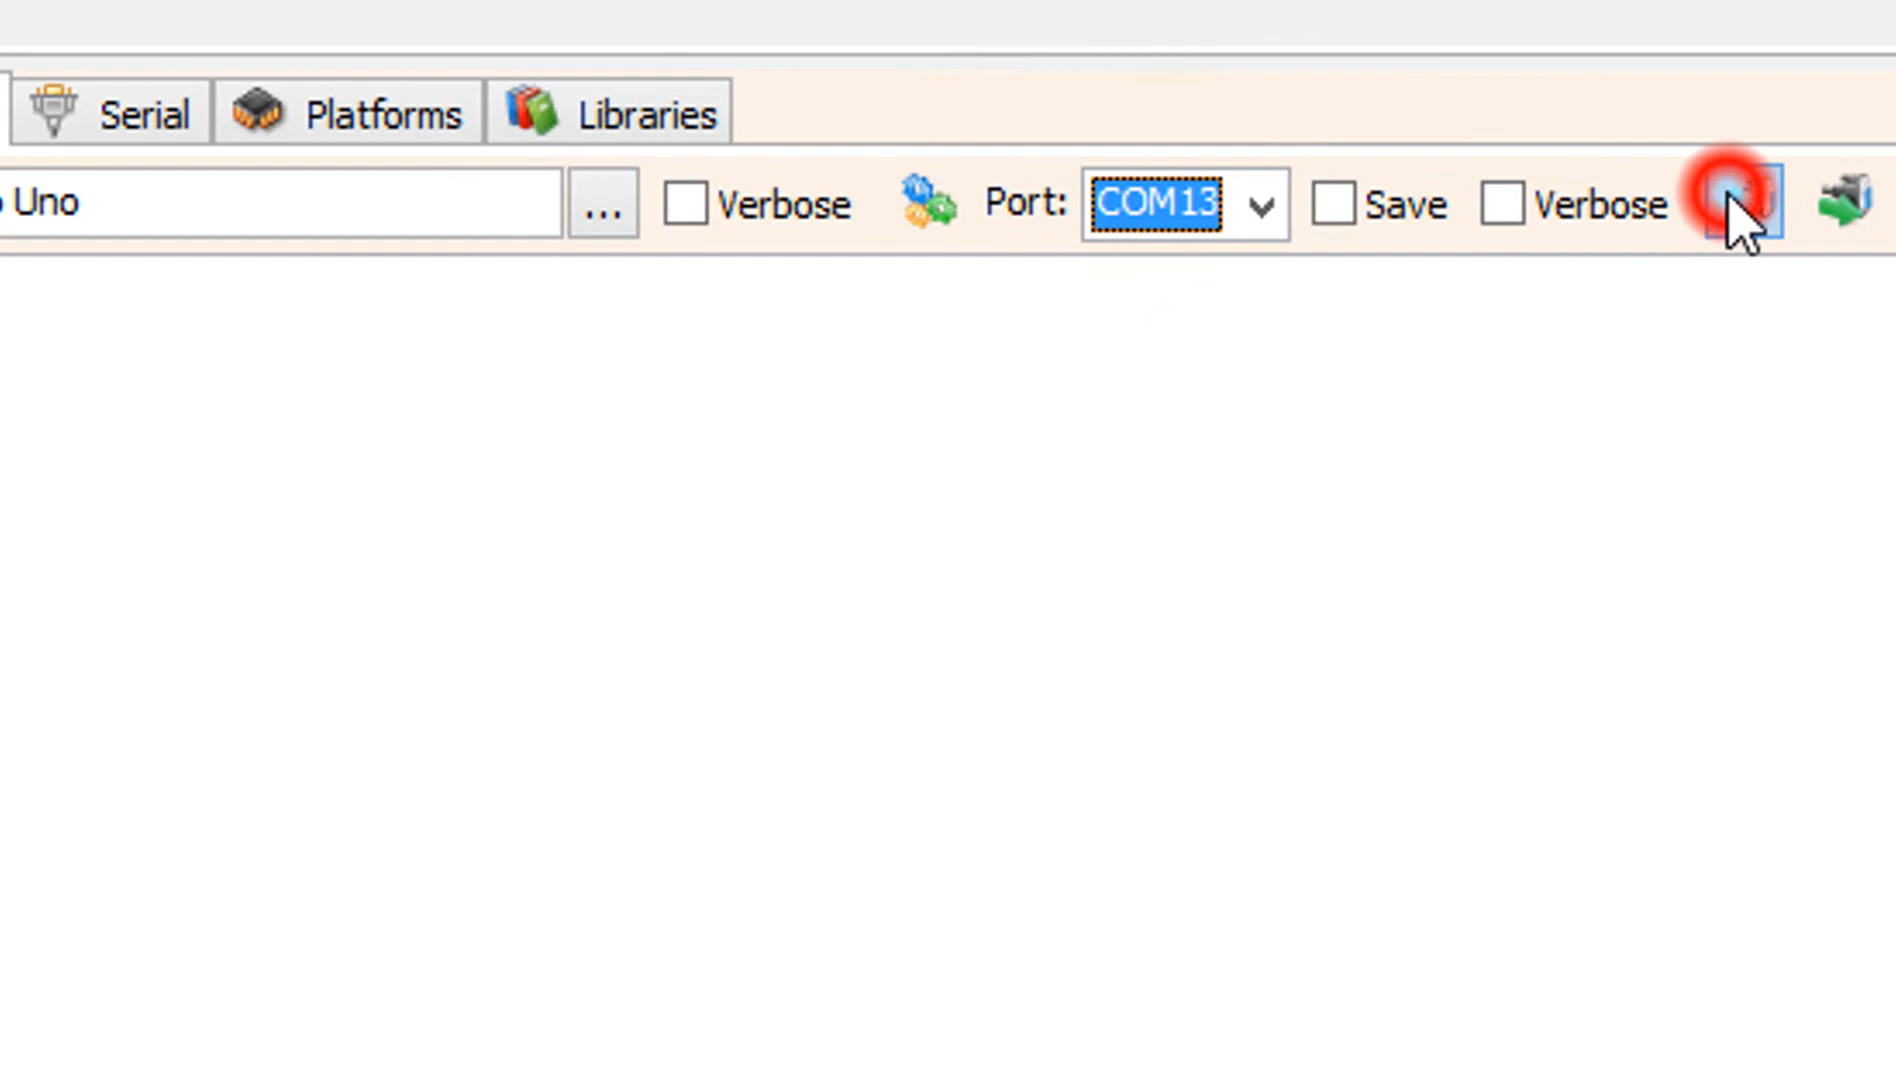 Serial Platforms Libraries
Uno ... Verbose Port: COM13 Save Verbose